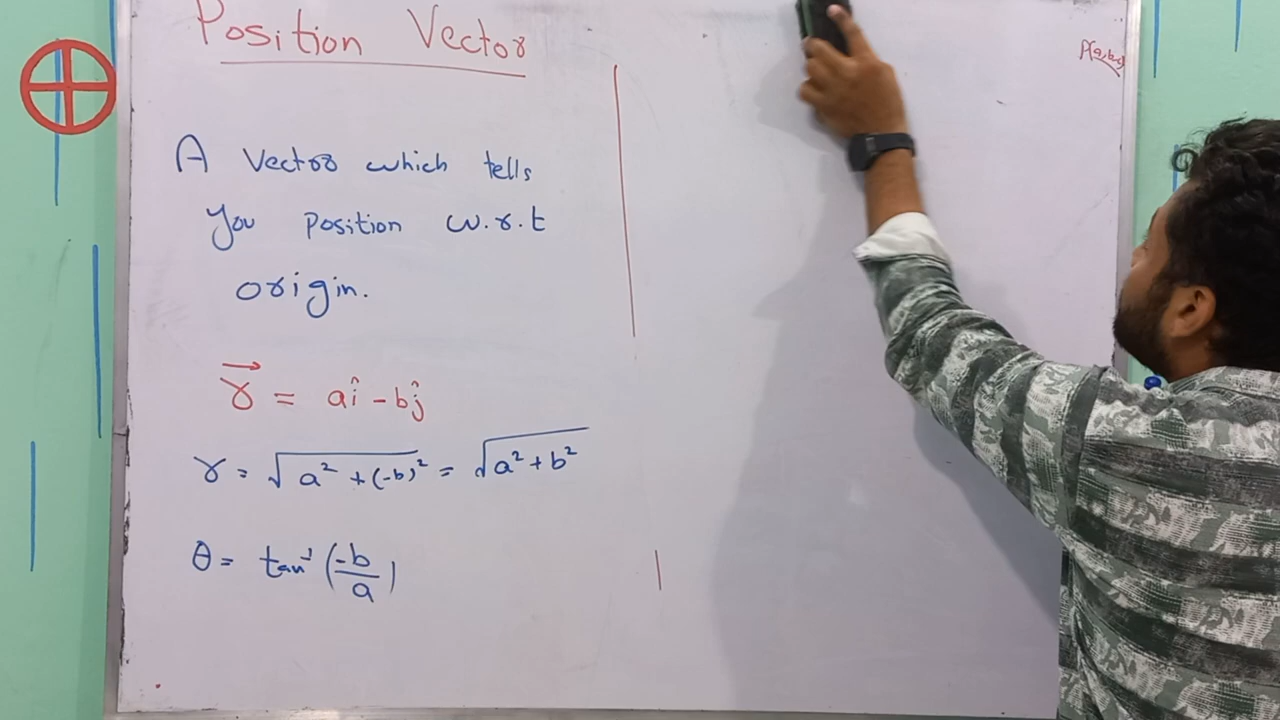 Position Vector
A Vector which tells
you position w.r.t
origin.
r⃗ = aî - bĵ
r = √(a² + (-b)²) = √(a² + b²)
θ = tan⁻¹ (-b/a)